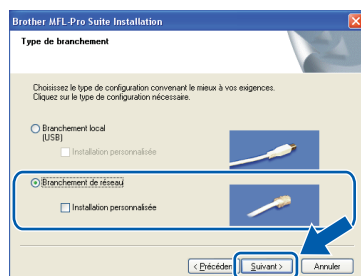 Brother MFL-Pro Suite Installation
Type de branchement
Choisissez le type de configuration convenant le mieux à vos exigences.
Cliquez sur le type de configuration nécessaire.
Branchement local
(USB)
Installation personnalisée
Branchement de réseau
Installation personnalisée
< Précéden
Suivant >
Annuler